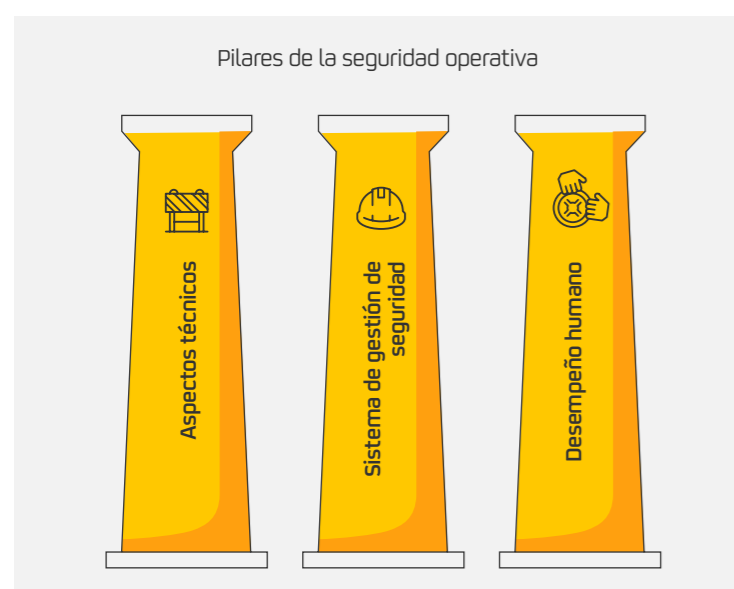 Pilares de la seguridad operativa
Aspectos técnicos
Sistema de gestión de
seguridad
Desempeño humano